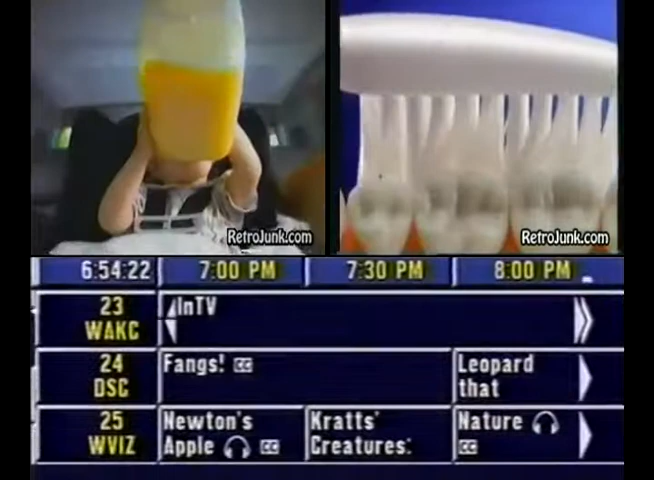 RetroJunk.com
RetroJunk.com
6:54:22 7:00 PM 7:30 PM 8:00 PM
23 InTV
WAKC
24 Fangs! CC Leopard
DSC that
25 Newton's Kratts' Nature
WVIZ Apple CC Creatures: CC